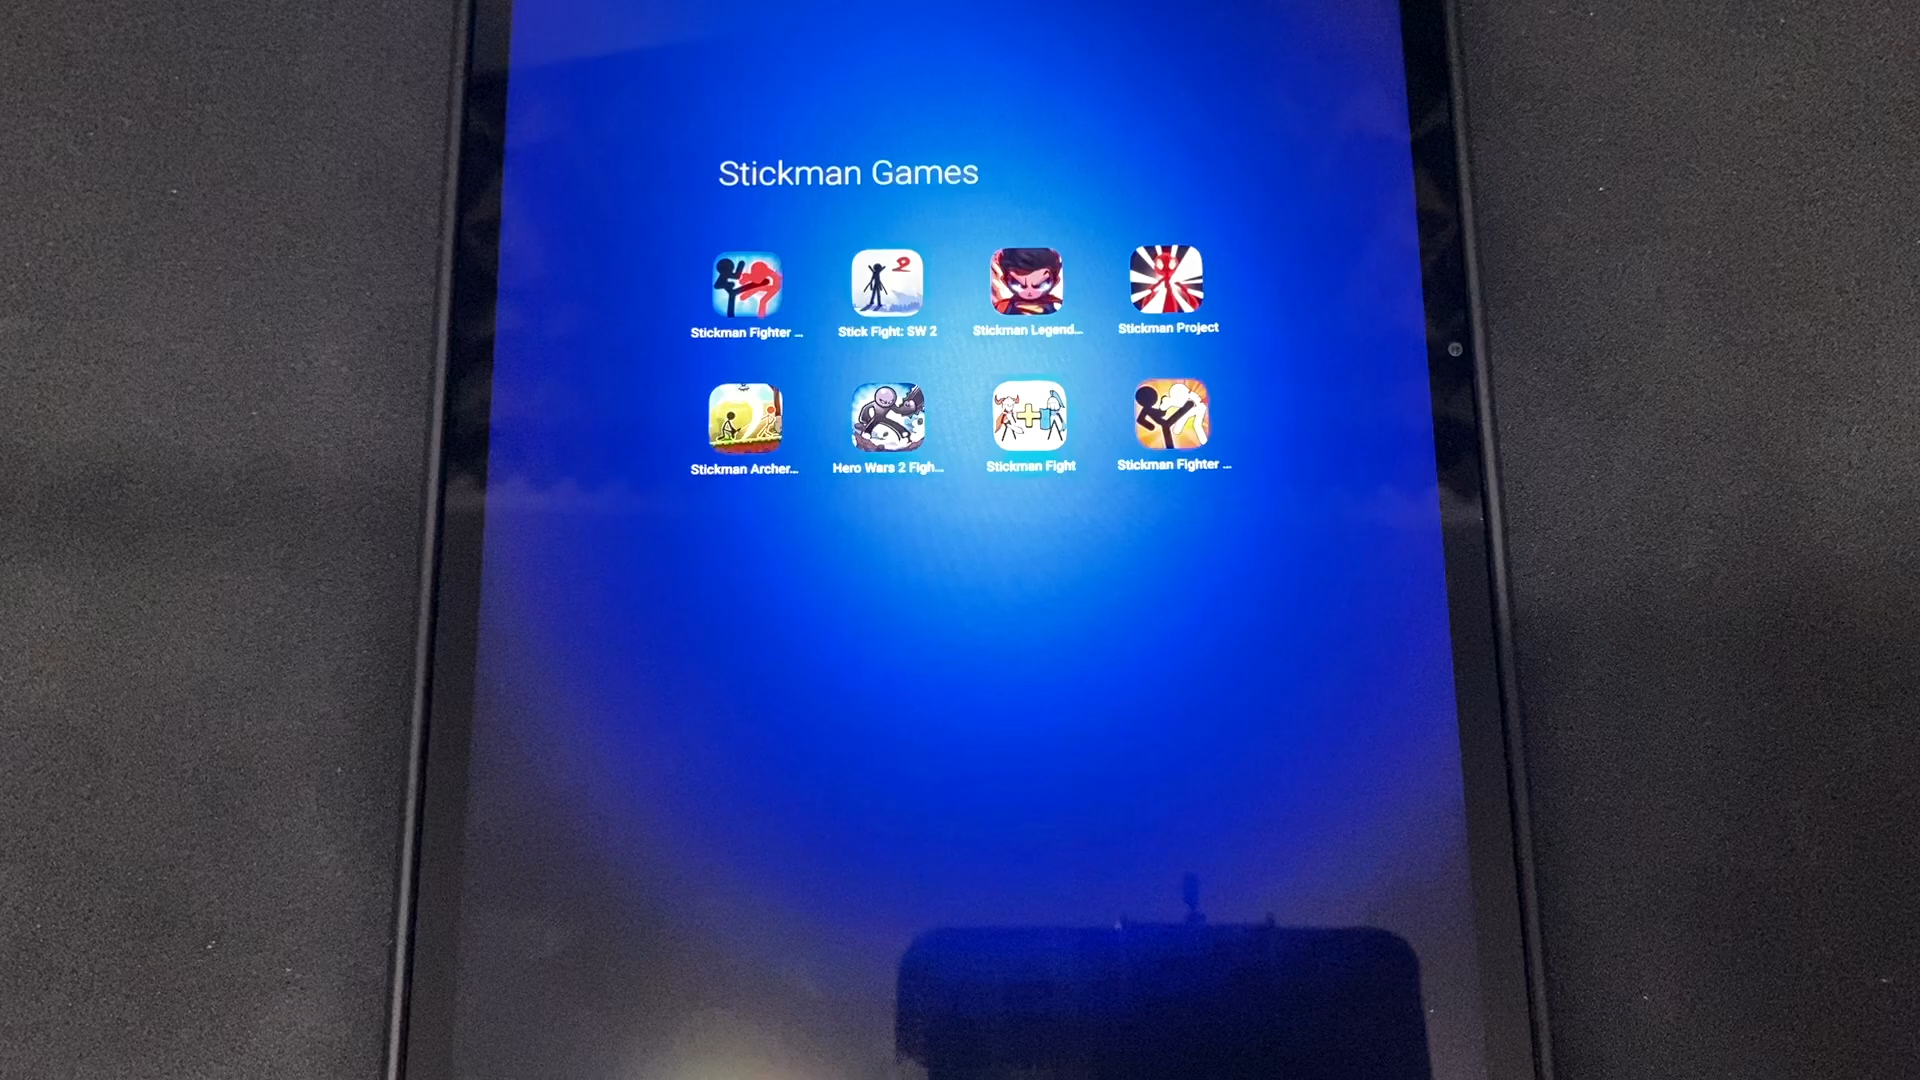 Stickman Games
Stickman Fighter ...
Stick Fight: SW 2
Stickman Legend...
Stickman Project
Stickman Archer...
Hero Wars 2 Figh...
Stickman Fight
Stickman Fighter ...
2